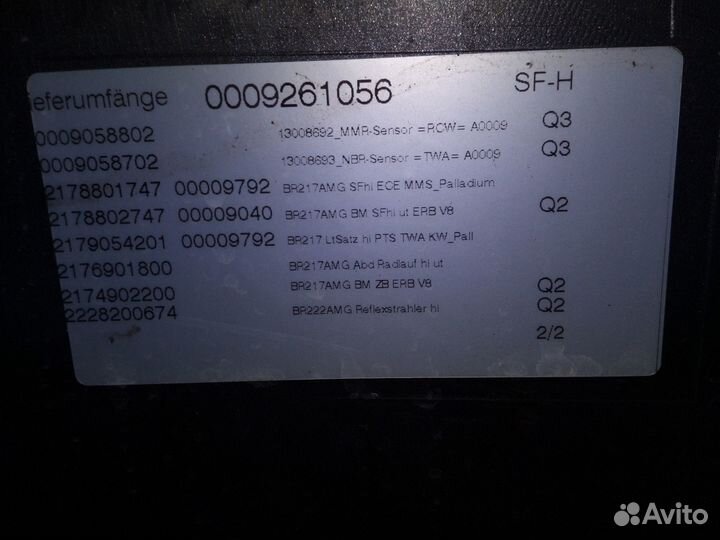 ieferumfänge 0009261056 SF-H
0009058802 13008692_MMR-Sensor =RCW= A0009 Q3
0009058702 13008693_NBR-Sensor =TWA= A0009 Q3
2178801747 00009792 BR217AMG SFhi ECE MMS_Palladium
2178802747 00009040 BR217AMG BM SFhi ut ERB V8 Q2
2179054201 00009792 BR217 LtSatz hi PTS TWA KW_Pall
2176901800 BR217AMG Abd Radlauf hi ut
2174902200 BR217AMG BM ZB ERB V8 Q2
2228200674 BR222AMG Reflexstrahler hi Q2
2/2
Avito